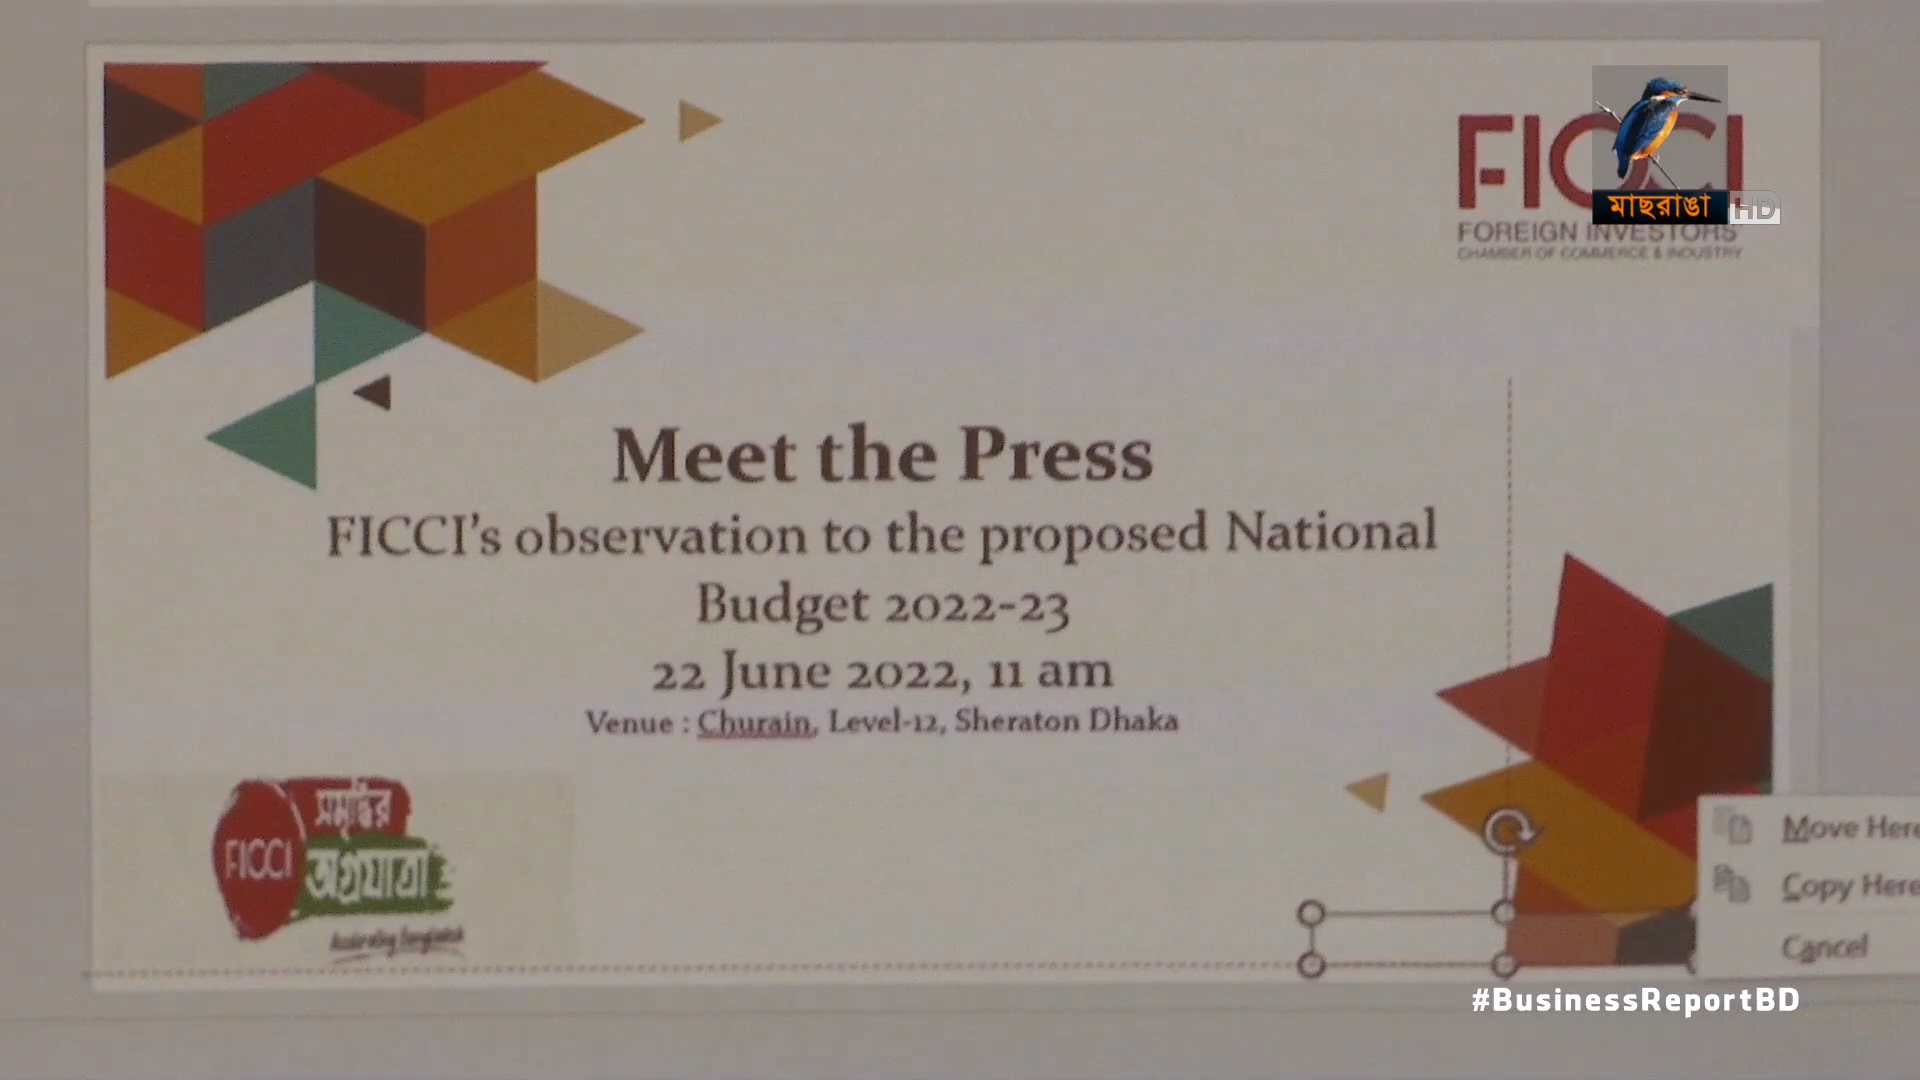 FICCI
মাছরাঙা HD
FOREIGN INVESTORS'
CHAMBER OF COMMERCE & INDUSTRY
Meet the Press
FICCI's observation to the proposed National
Budget 2022-23
22 June 2022, 11 am
Venue : Churain, Level-12, Sheraton Dhaka
সমৃদ্ধির
FICCI
অগ্রযাত্রা
Move Here
Copy Here
Cancel
#BusinessReportBD